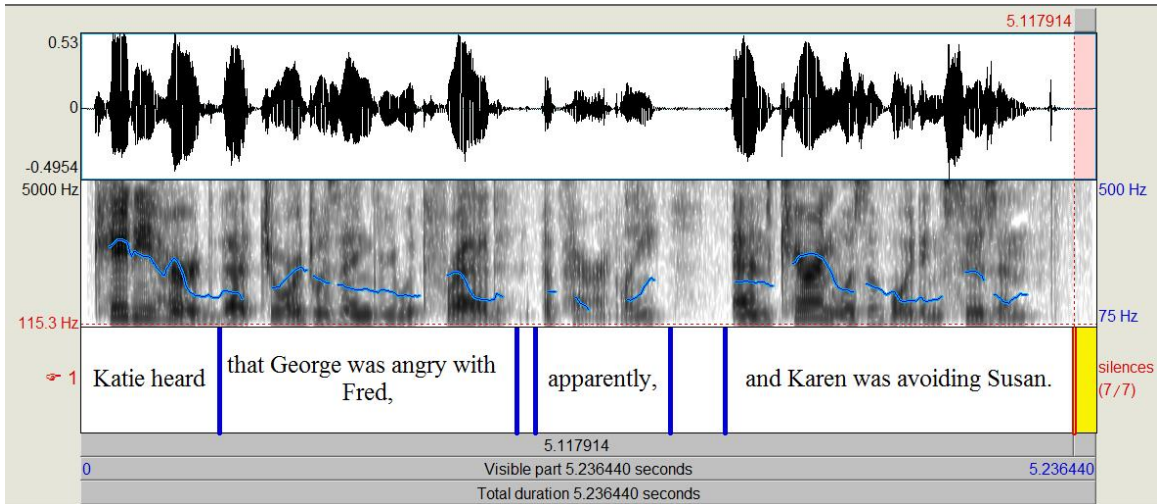 5.117914
0.53
0
-0.4954
5000 Hz
500 Hz
115.3 Hz
75 Hz
☞ 1
Katie heard
that George was angry with
Fred,
apparently,
and Karen was avoiding Susan.
silences
(7/7)
5.117914
0
Visible part 5.236440 seconds
5.236440
Total duration 5.236440 seconds